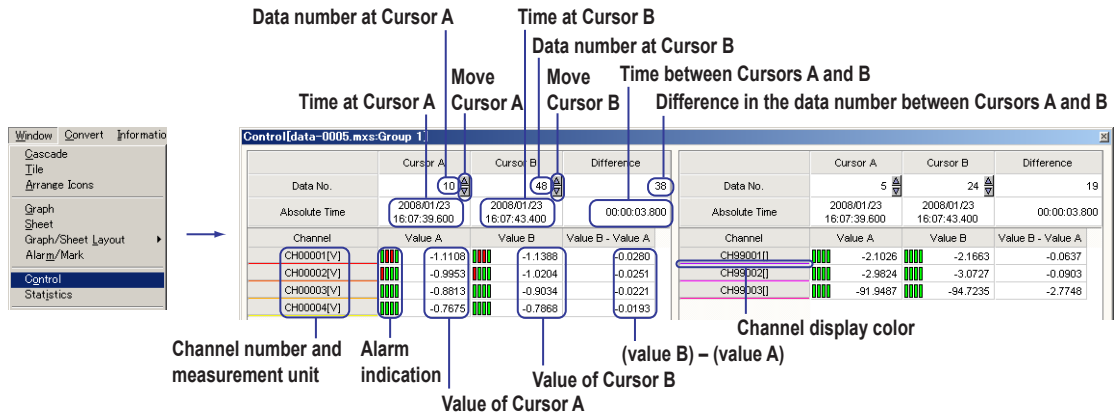 Data number at Cursor A
Time at Cursor B
Data number at Cursor B
Move Cursor A
Move Cursor B
Time between Cursors A and B
Time at Cursor A
Difference in the data number between Cursors A and B
Window Convert Informatio
Cascade
Tile
Arrange Icons
Graph
Sheet
Graph/Sheet Layout
Alarm/Mark
Control
Statistics
Control[data-0005.mxs:Group 1]
Cursor A Cursor B Difference
Data No. 10 48 38
Absolute Time 2008/01/23 16:07:39.600 2008/01/23 16:07:43.400 00:00:03.800
Channel Value A Value B Value B - Value A
CH00001[V] -1.1108 -1.1388 -0.0280
CH00002[V] -0.9953 -1.0204 -0.0251
CH00003[V] -0.8813 -0.9034 -0.0221
CH00004[V] -0.7675 -0.7868 -0.0193
Cursor A Cursor B Difference
Data No. 5 24 19
Absolute Time 2008/01/23 16:07:39.600 2008/01/23 16:07:43.400 00:00:03.800
Channel Value A Value B Value B - Value A
CH99001[] -2.1026 -2.1663 -0.0637
CH99002[] -2.9824 -3.0727 -0.0903
CH99003[] -91.9487 -94.7235 -2.7748
Channel number and measurement unit
Alarm indication
Value of Cursor A
Value of Cursor B
(value B) – (value A)
Channel display color